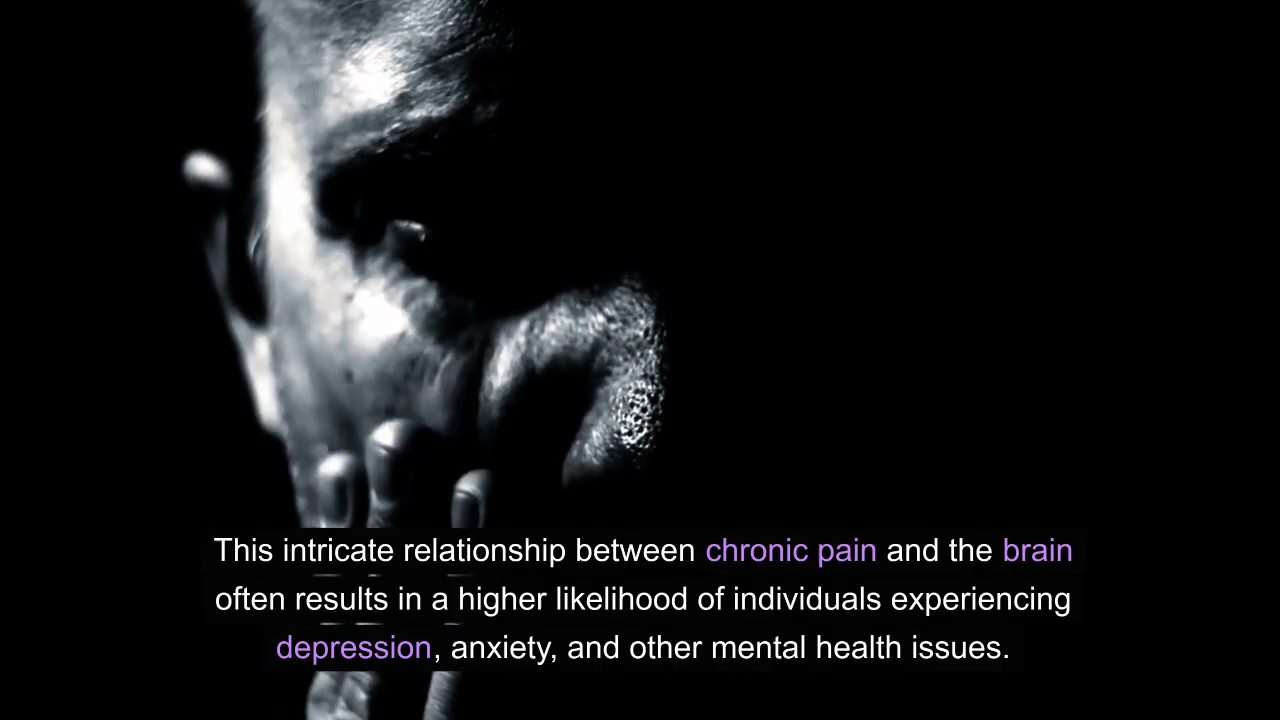 This intricate relationship between chronic pain and the brain
often results in a higher likelihood of individuals experiencing
depression, anxiety, and other mental health issues.